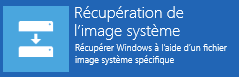 Récupération de
l'image système
Récupérer Windows à l'aide d'un fichier
image système spécifique